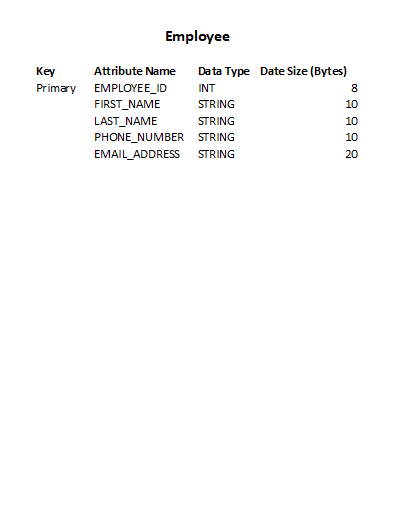 Employee
Key Attribute Name Data Type Date Size (Bytes)
Primary EMPLOYEE_ID INT 8
FIRST_NAME STRING 10
LAST_NAME STRING 10
PHONE_NUMBER STRING 10
EMAIL_ADDRESS STRING 20